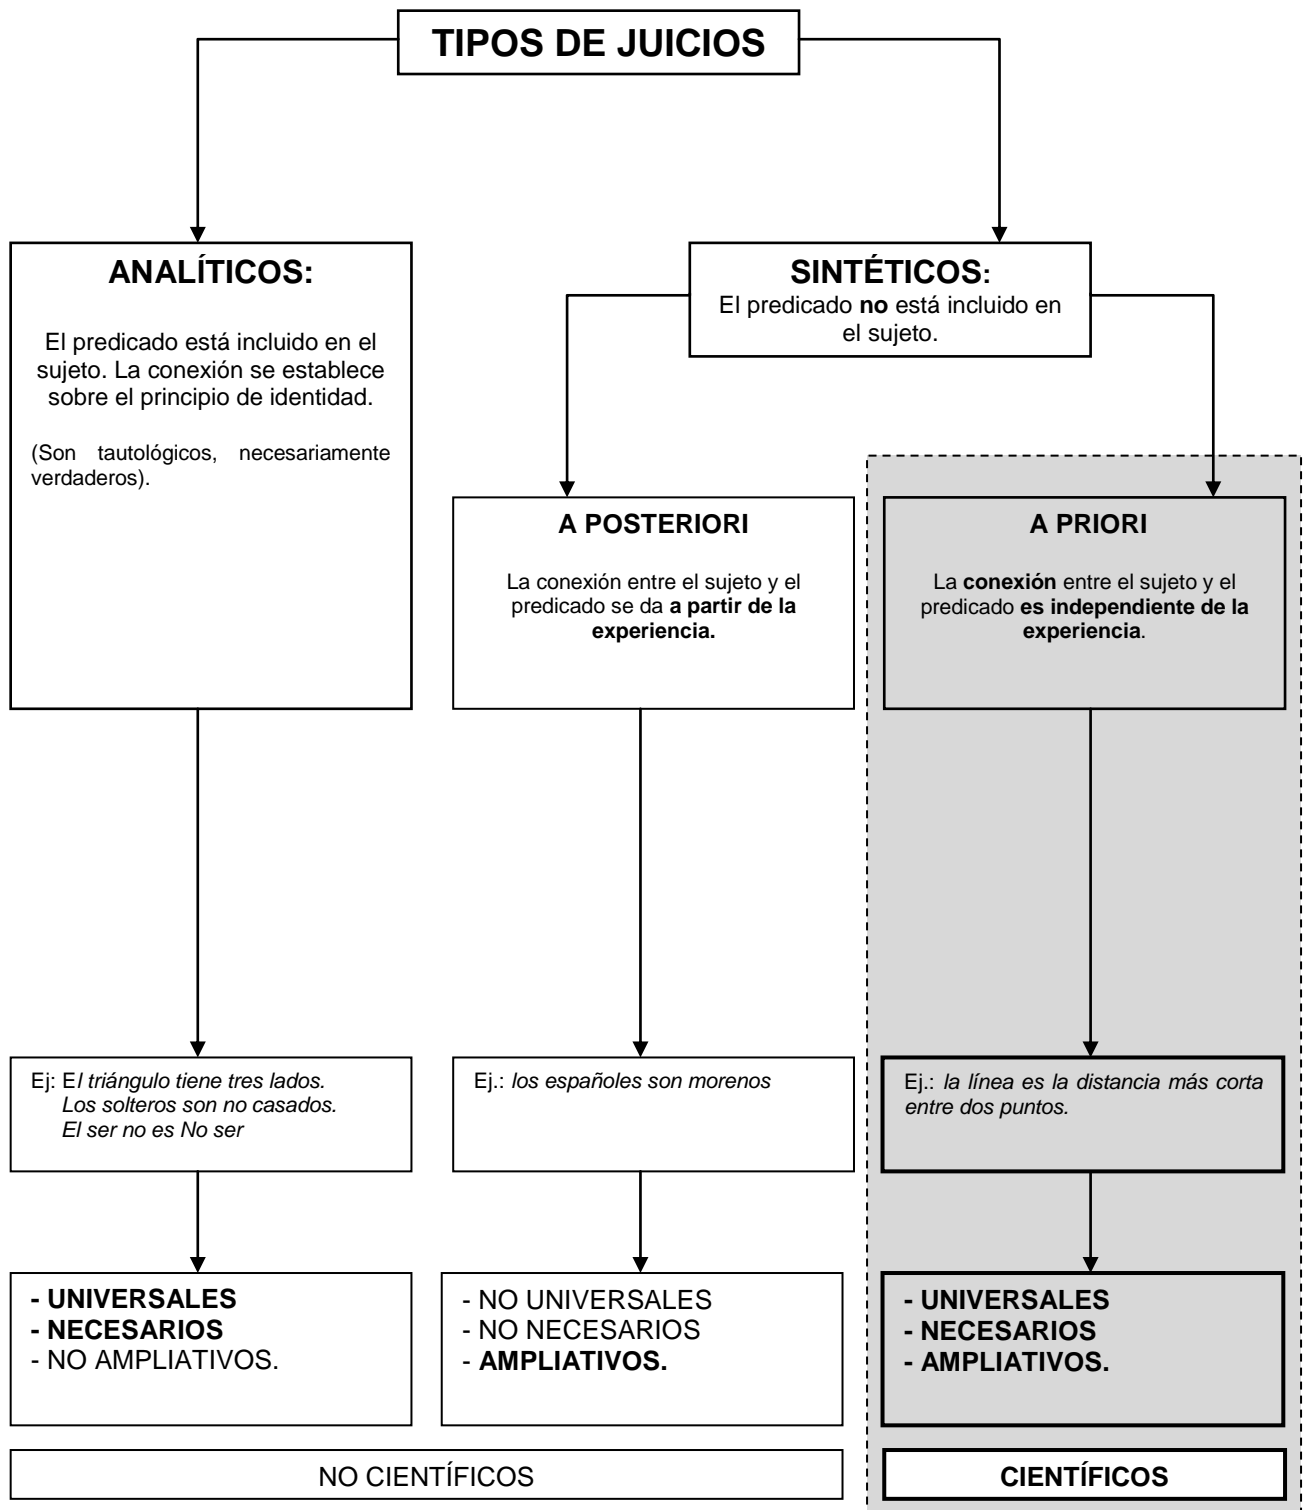 TIPOS DE JUICIOS
ANALÍTICOS:
El predicado está incluido en el
sujeto. La conexión se establece
sobre el principio de identidad.
(Son tautológicos, necesariamente
verdaderos).
SINTÉTICOS:
El predicado no está incluido en
el sujeto.
A POSTERIORI
La conexión entre el sujeto y el
predicado se da a partir de la
experiencia.
A PRIORI
La conexión entre el sujeto y el
predicado es independiente de la
experiencia.
Ej: El triángulo tiene tres lados.
Los solteros son no casados.
El ser no es No ser
Ej.: los españoles son morenos
Ej.: la línea es la distancia más corta
entre dos puntos.
- UNIVERSALES
- NECESARIOS
- NO AMPLIATIVOS.
- NO UNIVERSALES
- NO NECESARIOS
- AMPLIATIVOS.
- UNIVERSALES
- NECESARIOS
- AMPLIATIVOS.
NO CIENTÍFICOS
CIENTÍFICOS